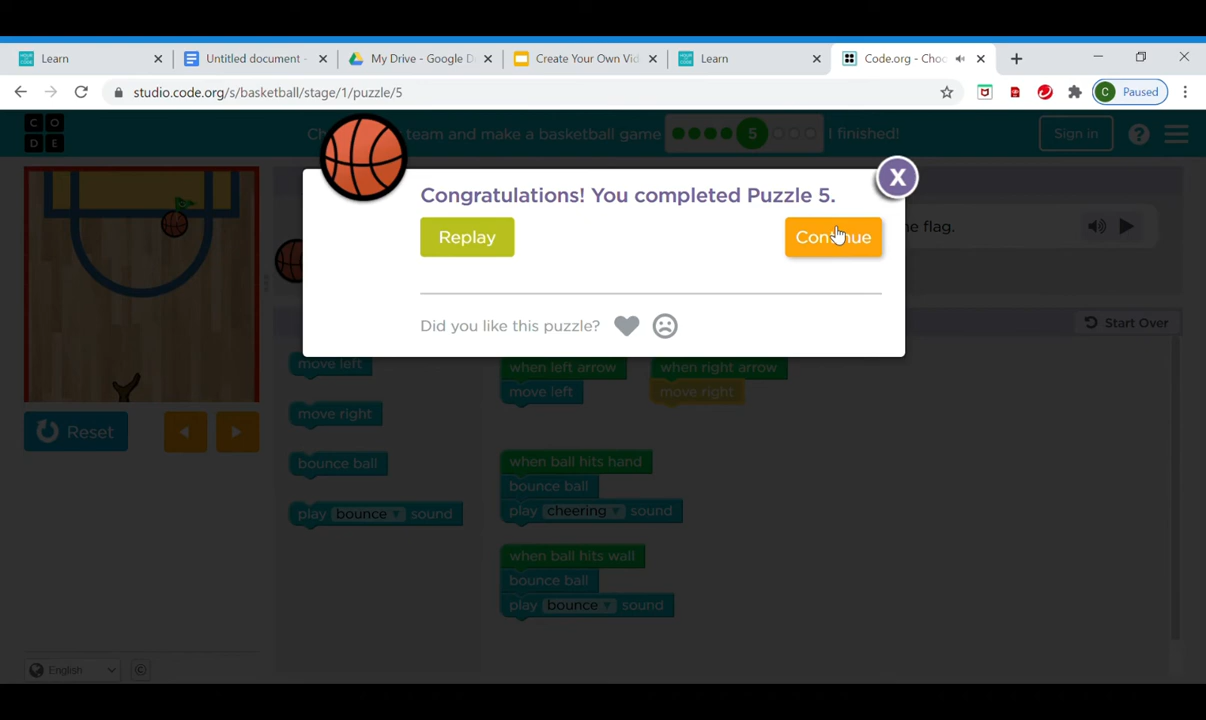 Learn
Untitled document -
My Drive - Google D
Create Your Own Vid
Learn
Code.org - Choo
studio.code.org/s/basketball/stage/1/puzzle/5
C
Paused
C O
D E
team and make a basketball game
5
I finished!
Sign in
?
X
Congratulations! You completed Puzzle 5.
Replay
Continue
e flag.
Did you like this puzzle?
Start Over
move left
when left arrow
when right arrow
move left
move right
move right
Reset
bounce ball
when ball hits hand
bounce ball
play bounce sound
play cheering sound
when ball hits wall
bounce ball
play bounce sound
English
©